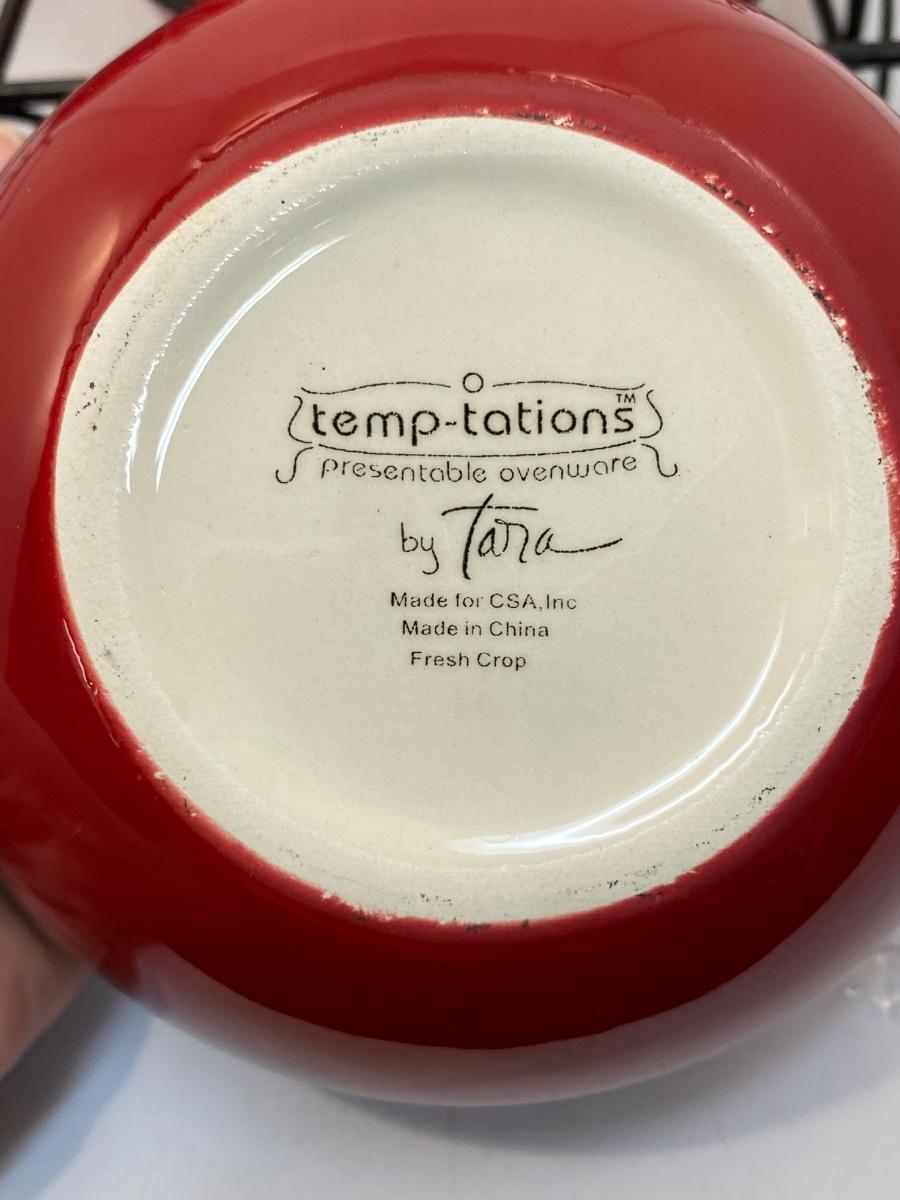 temp-tations™
presentable ovenware
by Tara
Made for CSA,Inc
Made in China
Fresh Crop